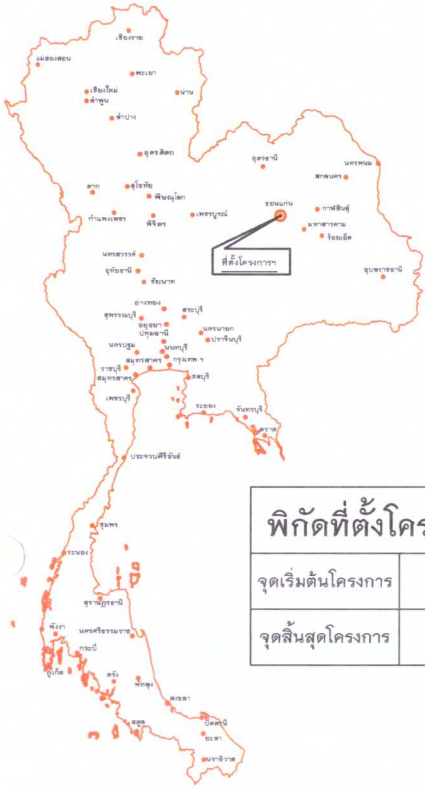 เชียงราย
แม่ฮ่องสอน
พะเยา
เชียงใหม่
น่าน
ลำพูน
ลำปาง
อุตรดิตถ์
อุดรธานี
นครพนม
สกลนคร
ตาก
สุโขทัย
พิษณุโลก
ขอนแก่น
กาฬสินธุ์
กำแพงเพชร
พิจิตร
เพชรบูรณ์
มหาสารคาม
ร้อยเอ็ด
นครสวรรค์
ที่ตั้งโครงการฯ
อุทัยธานี
ชัยนาท
อุบลราชธานี
อ่างทอง
สระบุรี
สุพรรณบุรี
อยุธยา
ปทุมธานี
นครนายก
ปราจีนบุรี
นครปฐม
นนทบุรี
สมุทรสาคร
กรุงเทพ ฯ
ราชบุรี
สมุทรสาคร
ชลบุรี
เพชรบุรี
ระยอง
จันทบุรี
ตราด
ประจวบคีรีขันธ์
พิกัดที่ตั้งโคร
ชุมพร
ระนอง
จุดเริ่มต้นโครงการ
สุราษฎรธานี
พังงา
นครศรีธรรมราช
จุดสิ้นสุดโครงการ
กระบี่
ภูเก็ต
ตรัง
พัทลุง
สงขลา
สตูล
ปัตตานี
ยะลา
นราธิวาส